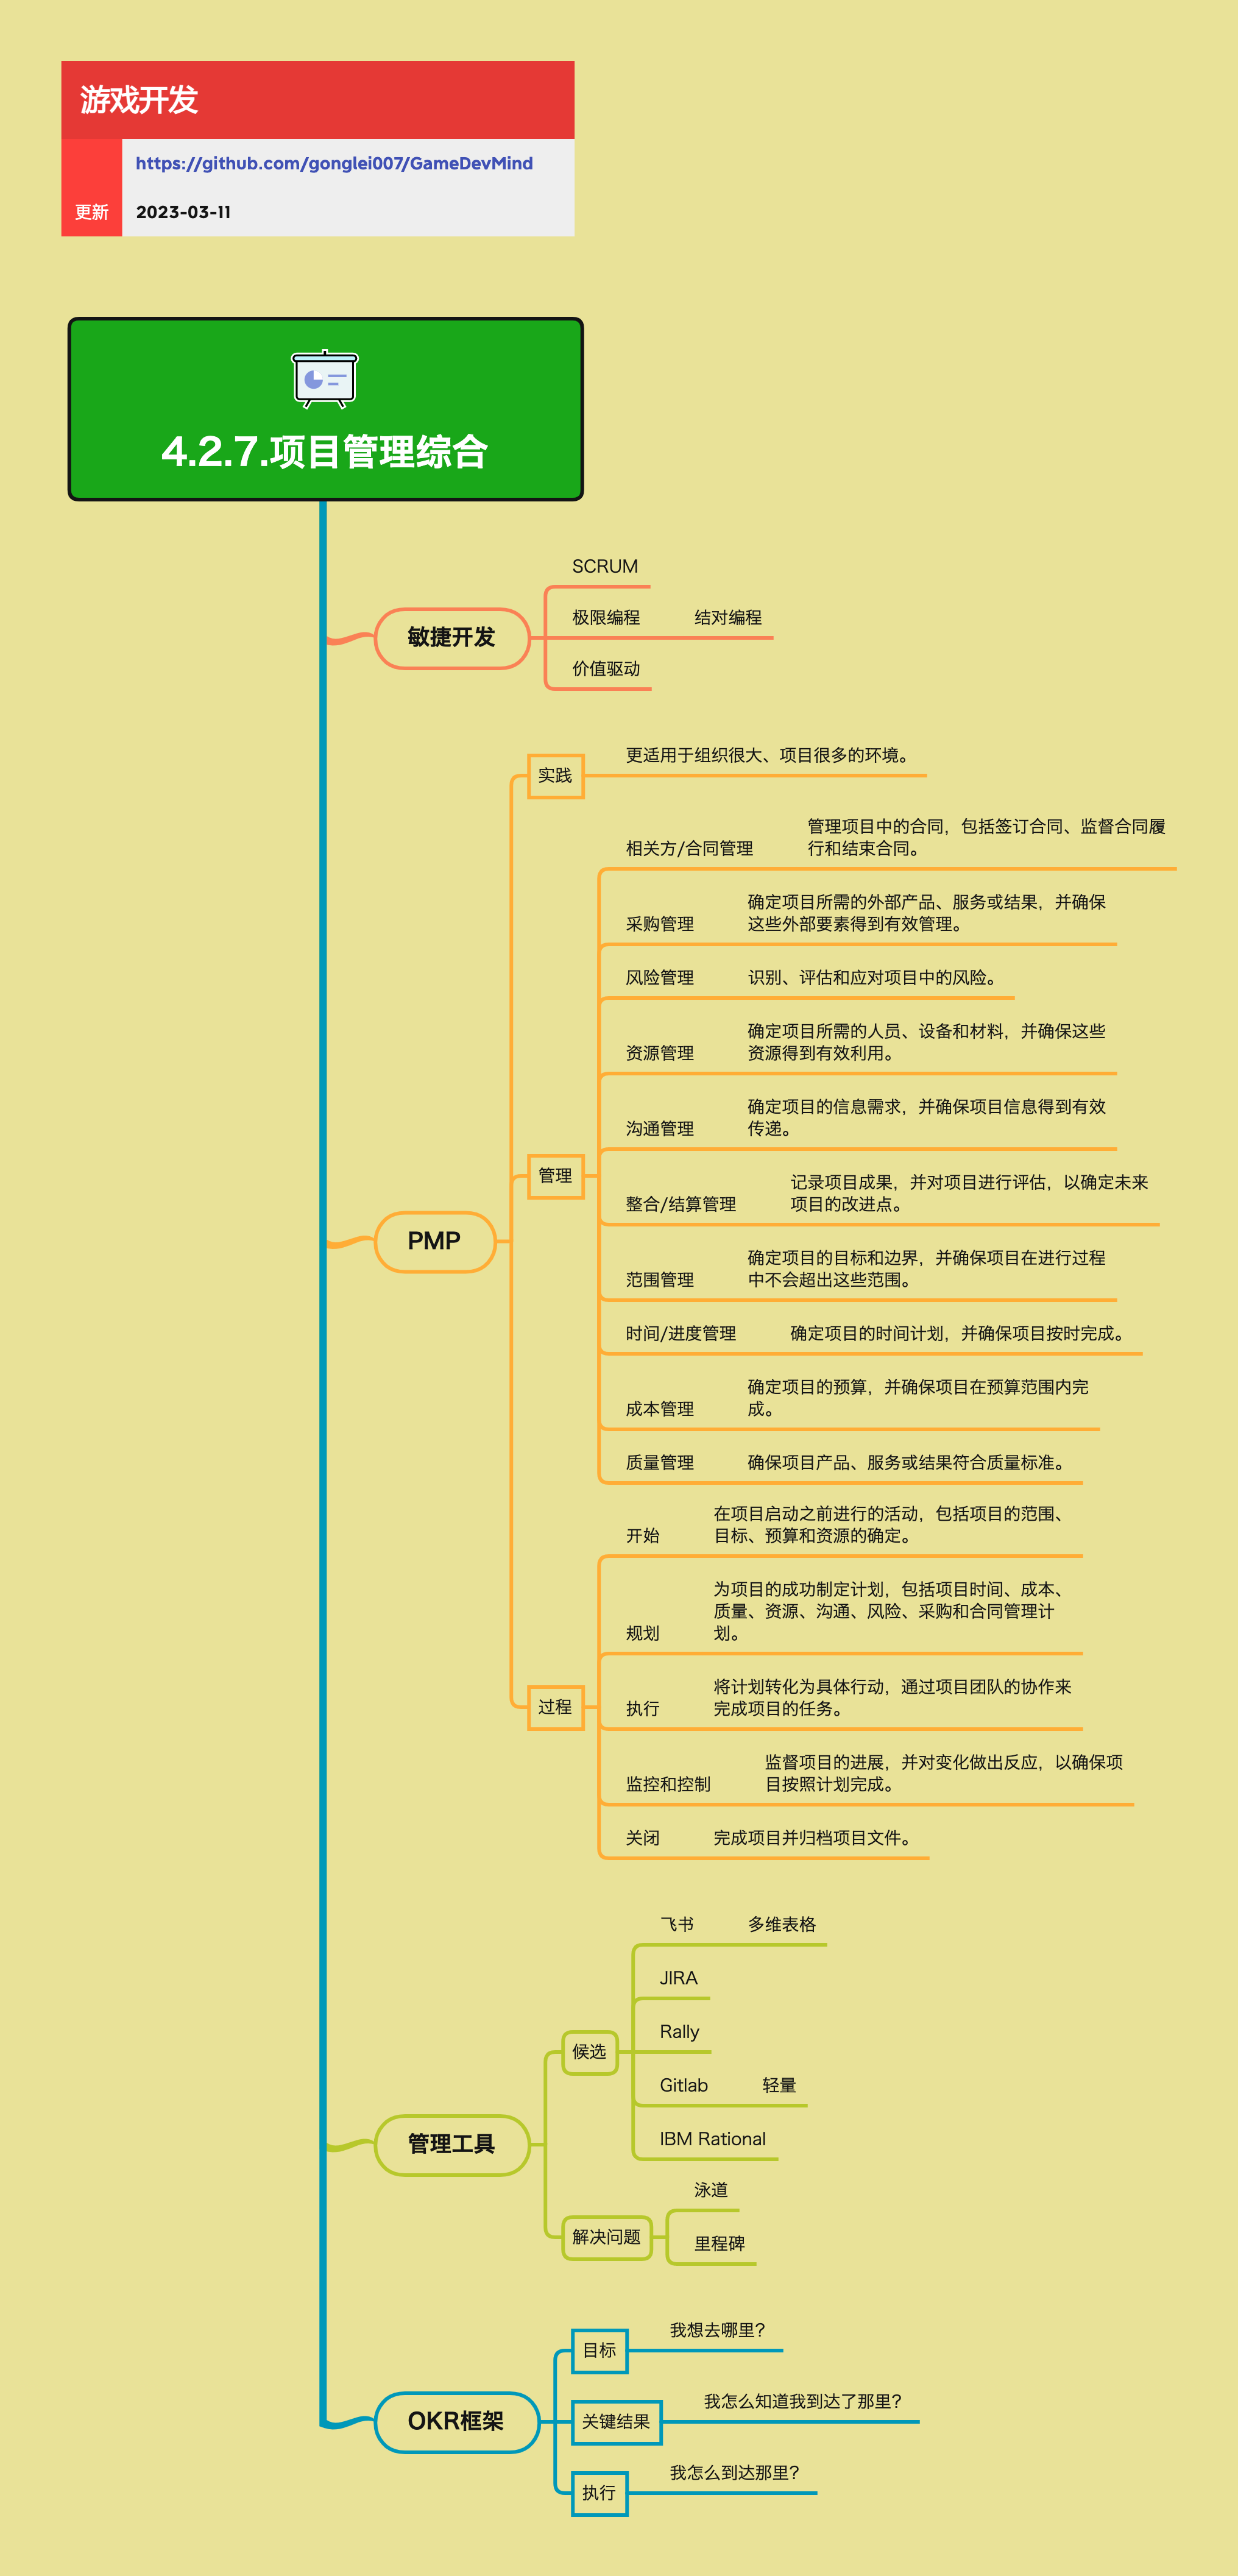 游戏开发
https://github.com/gonglei007/GameDevMind
更新
2023-03-11
4.2.7.项目管理综合
敏捷开发
SCRUM
极限编程
结对编程
价值驱动
PMP
实践
更适用于组织很大、项目很多的环境。
管理
相关方/合同管理
管理项目中的合同，包括签订合同、监督合同履
行和结束合同。
采购管理
确定项目所需的外部产品、服务或结果，并确保
这些外部要素得到有效管理。
风险管理
识别、评估和应对项目中的风险。
资源管理
确定项目所需的人员、设备和材料，并确保这些
资源得到有效利用。
沟通管理
确定项目的信息需求，并确保项目信息得到有效
传递。
整合/结算管理
记录项目成果，并对项目进行评估，以确定未来
项目的改进点。
范围管理
确定项目的目标和边界，并确保项目在进行过程
中不会超出这些范围。
时间/进度管理
确定项目的时间计划，并确保项目按时完成。
成本管理
确定项目的预算，并确保项目在预算范围内完
成。
质量管理
确保项目产品、服务或结果符合质量标准。
过程
开始
在项目启动之前进行的活动，包括项目的范围、
目标、预算和资源的确定。
规划
为项目的成功制定计划，包括项目时间、成本、
质量、资源、沟通、风险、采购和合同管理计
划。
执行
将计划转化为具体行动，通过项目团队的协作来
完成项目的任务。
监控和控制
监督项目的进展，并对变化做出反应，以确保项
目按照计划完成。
关闭
完成项目并归档项目文件。
管理工具
候选
飞书
多维表格
JIRA
Rally
Gitlab
轻量
IBM Rational
解决问题
泳道
里程碑
OKR框架
目标
我想去哪里？
关键结果
我怎么知道我到达了那里？
执行
我怎么到达那里？